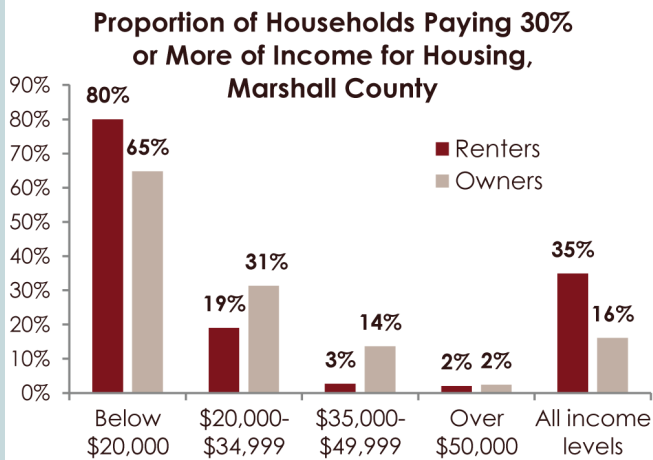 Proportion of Households Paying 30%
or More of Income for Housing,
Marshall County
90%
80%
70%
60%
50%
40%
30%
20%
10%
0%
80%
65%
19%
31%
3%
14%
2%
2%
35%
16%
Renters
Owners
Below
$20,000
$20,000-
$34,999
$35,000-
$49,999
Over
$50,000
All income
levels